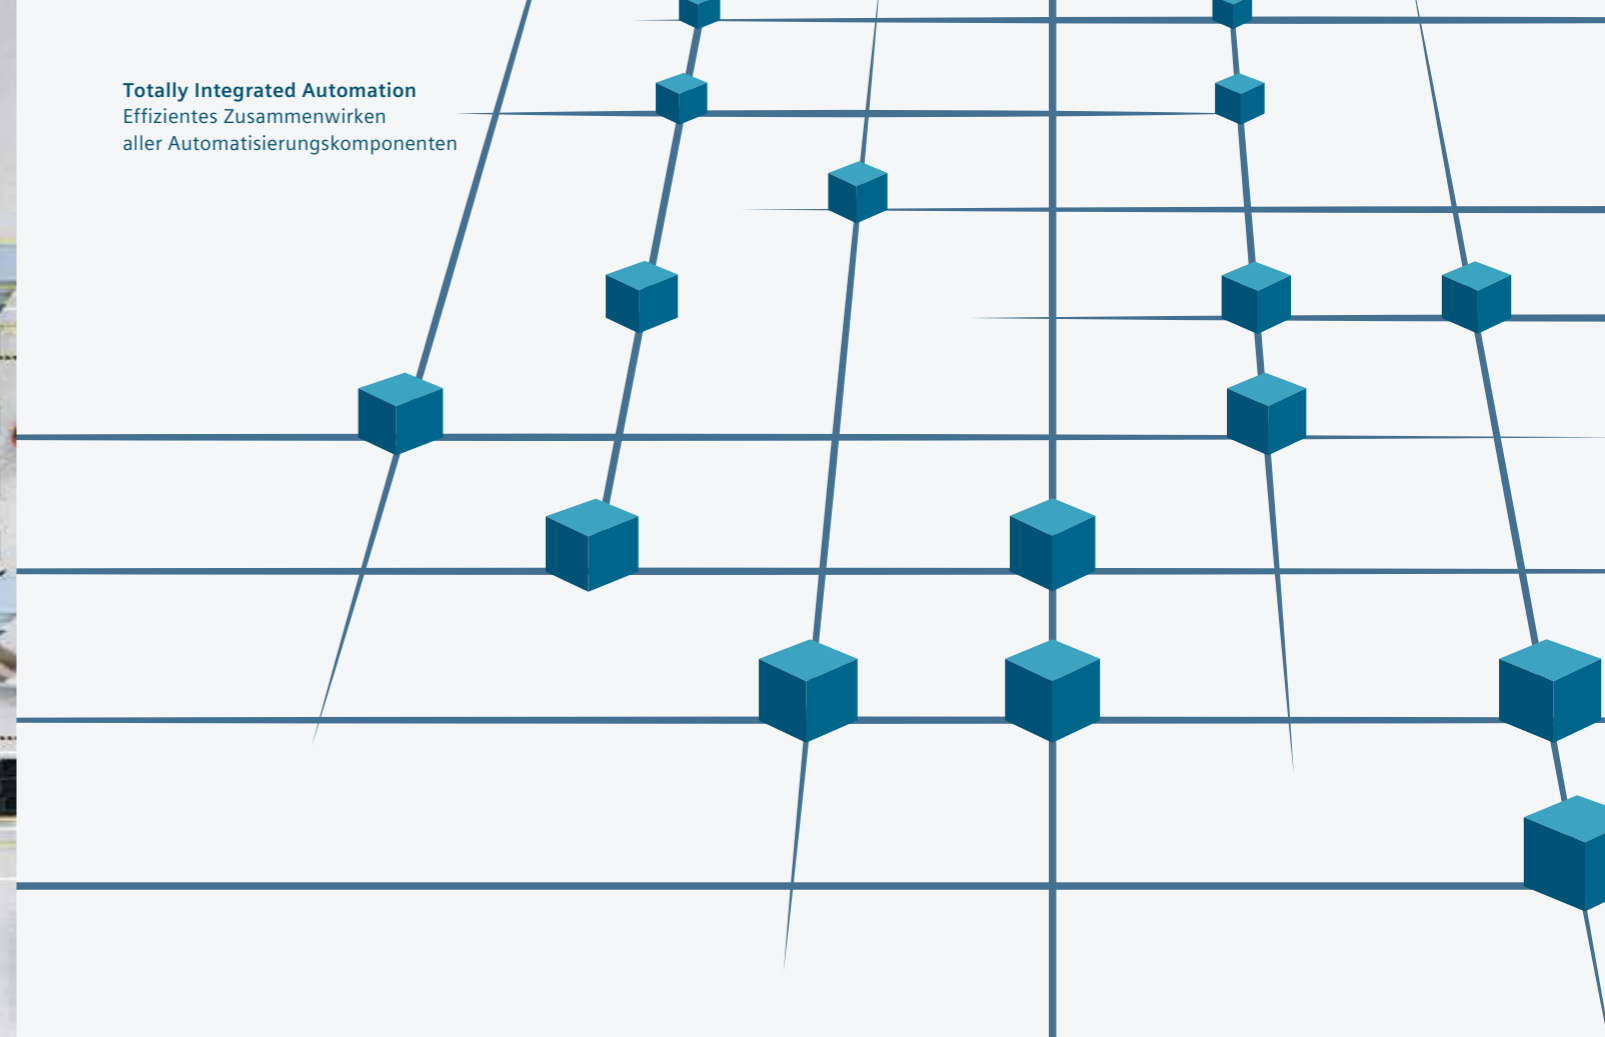 Totally Integrated Automation
Effizientes Zusammenwirken
aller Automatisierungskomponenten